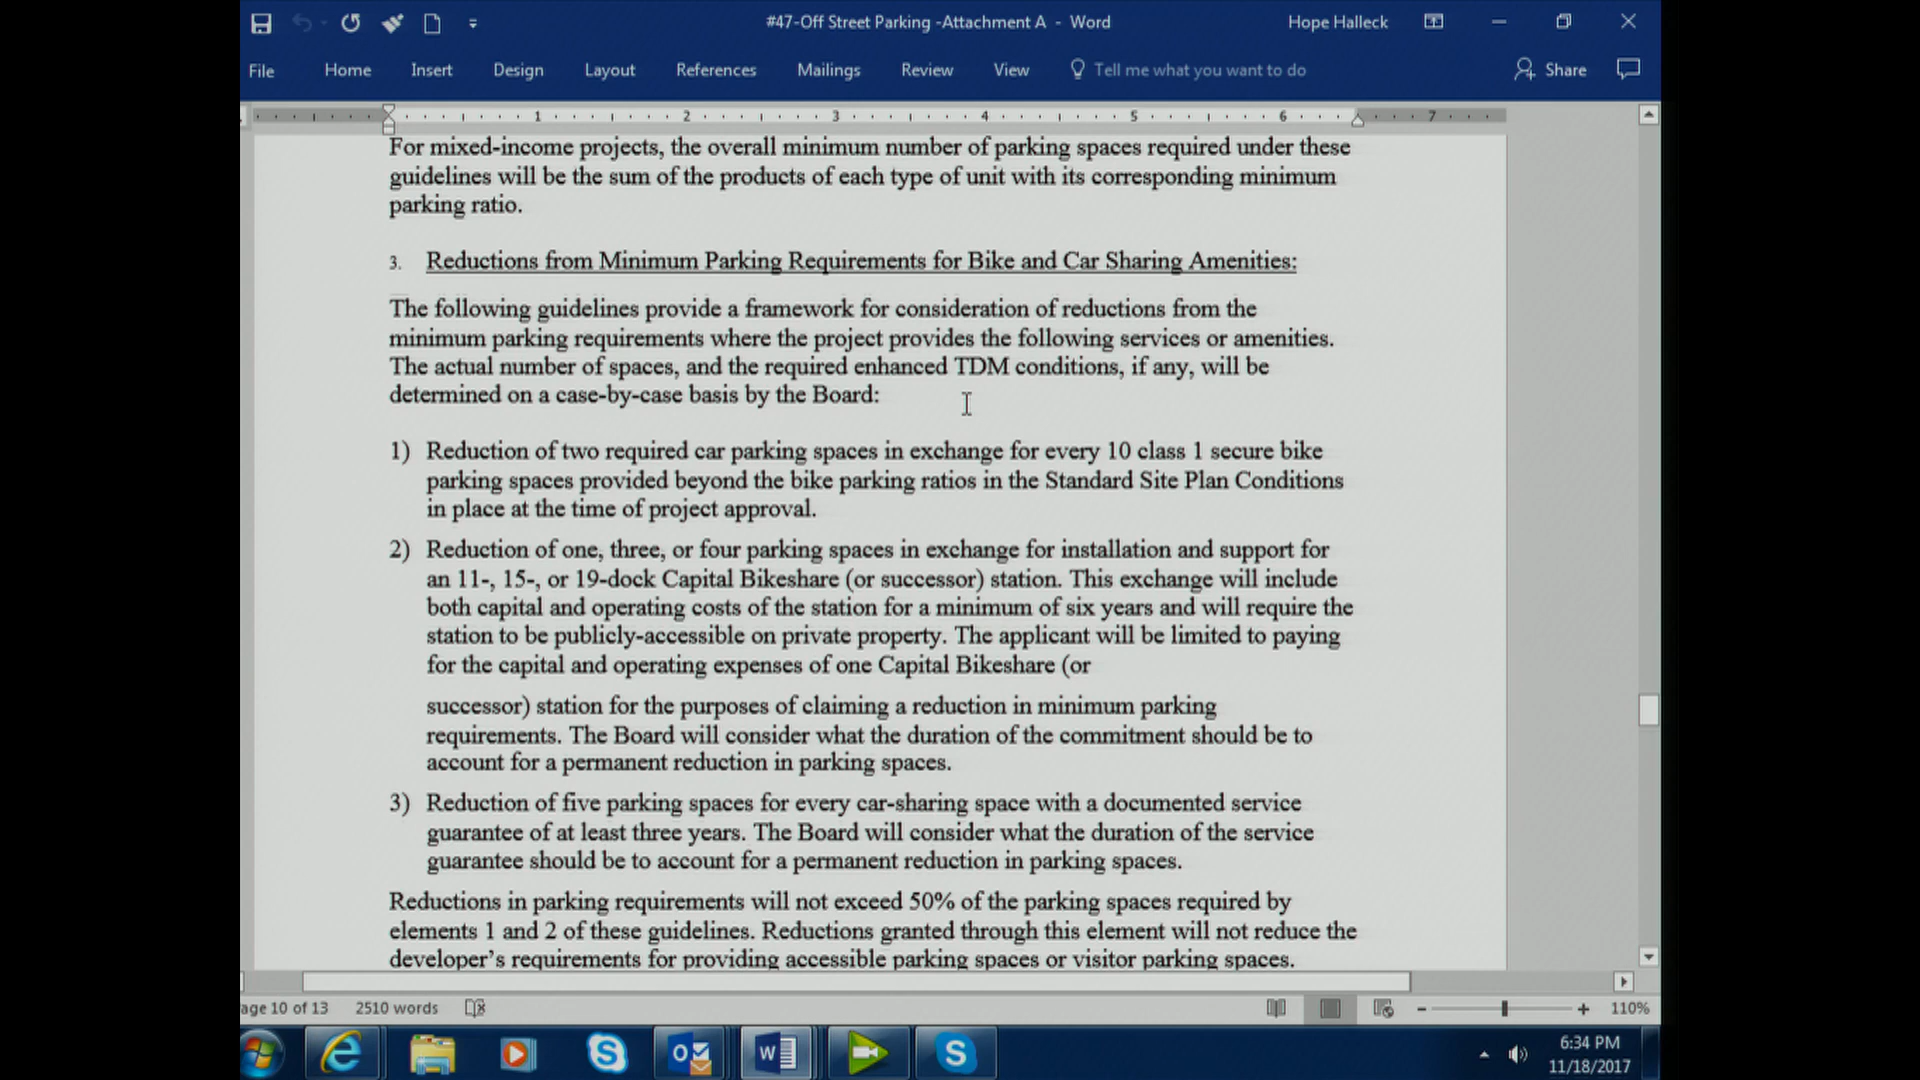 #47-Off Street Parking -Attachment A - Word
Hope Halleck
File Home Insert Design Layout References Mailings Review View Tell me what you want to do Share
1 2 3 4 5 6 7
For mixed-income projects, the overall minimum number of parking spaces required under these
guidelines will be the sum of the products of each type of unit with its corresponding minimum
parking ratio.
3. Reductions from Minimum Parking Requirements for Bike and Car Sharing Amenities:
The following guidelines provide a framework for consideration of reductions from the
minimum parking requirements where the project provides the following services or amenities.
The actual number of spaces, and the required enhanced TDM conditions, if any, will be
determined on a case-by-case basis by the Board:
1) Reduction of two required car parking spaces in exchange for every 10 class 1 secure bike
parking spaces provided beyond the bike parking ratios in the Standard Site Plan Conditions
in place at the time of project approval.
2) Reduction of one, three, or four parking spaces in exchange for installation and support for
an 11-, 15-, or 19-dock Capital Bikeshare (or successor) station. This exchange will include
both capital and operating costs of the station for a minimum of six years and will require the
station to be publicly-accessible on private property. The applicant will be limited to paying
for the capital and operating expenses of one Capital Bikeshare (or
successor) station for the purposes of claiming a reduction in minimum parking
requirements. The Board will consider what the duration of the commitment should be to
account for a permanent reduction in parking spaces.
3) Reduction of five parking spaces for every car-sharing space with a documented service
guarantee of at least three years. The Board will consider what the duration of the service
guarantee should be to account for a permanent reduction in parking spaces.
Reductions in parking requirements will not exceed 50% of the parking spaces required by
elements 1 and 2 of these guidelines. Reductions granted through this element will not reduce the
developer's requirements for providing accessible parking spaces or visitor parking spaces.
age 10 of 13 2510 words 110%
6:34 PM
11/18/2017